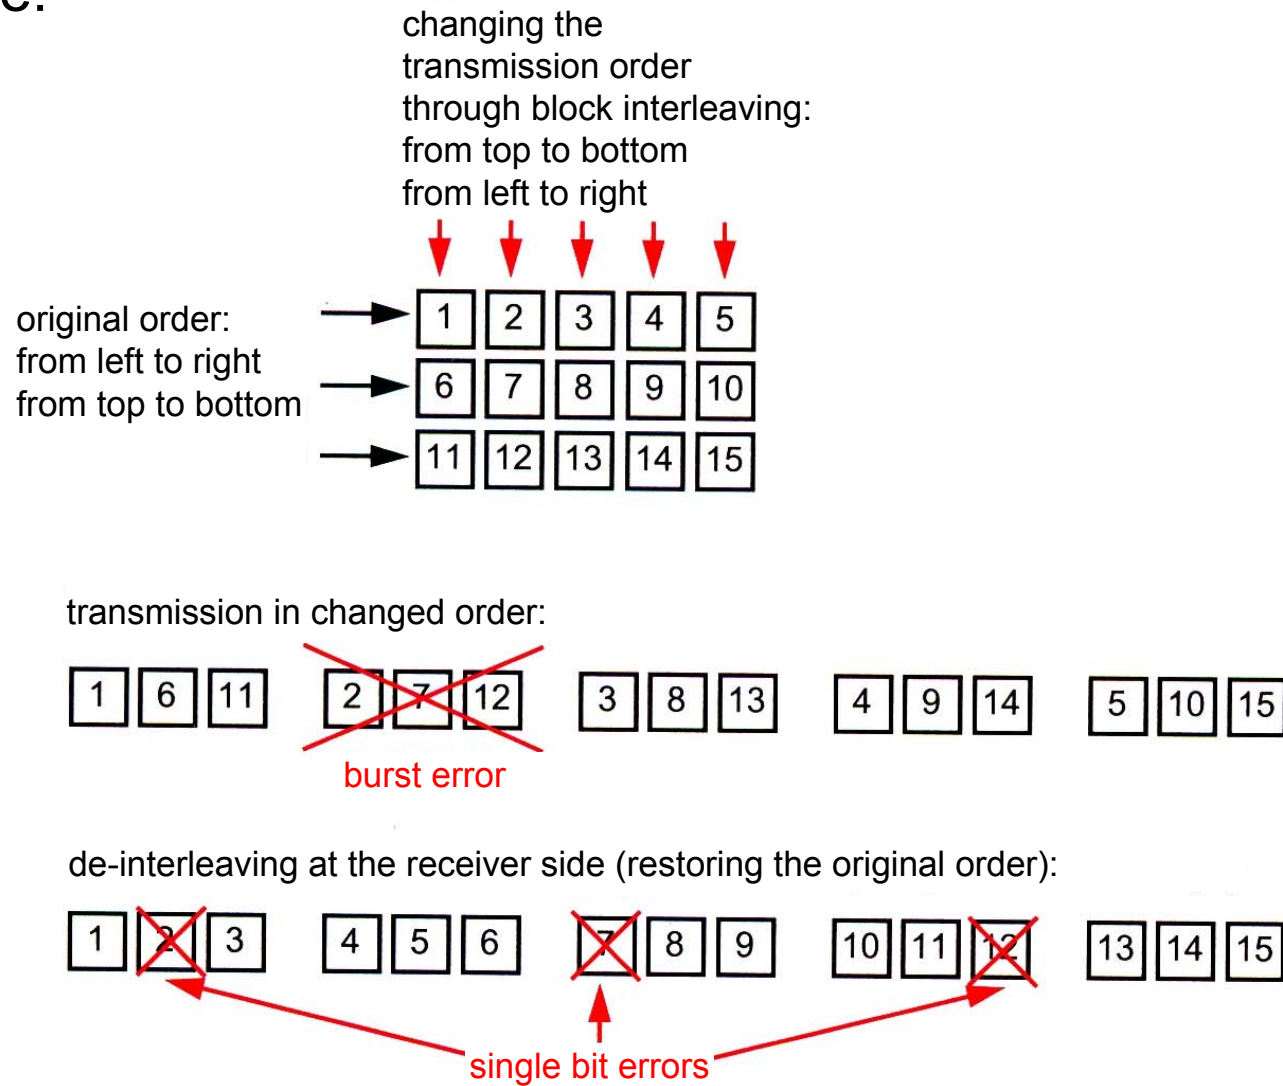 changing the
transmission order
through block interleaving:
from top to bottom
from left to right
original order:
from left to right
from top to bottom
1 2 3 4 5
6 7 8 9 10
11 12 13 14 15
transmission in changed order:
1 6 11 2 7 12 3 8 13 4 9 14 5 10 15
burst error
de-interleaving at the receiver side (restoring the original order):
1 2 3 4 5 6 7 8 9 10 11 12 13 14 15
single bit errors